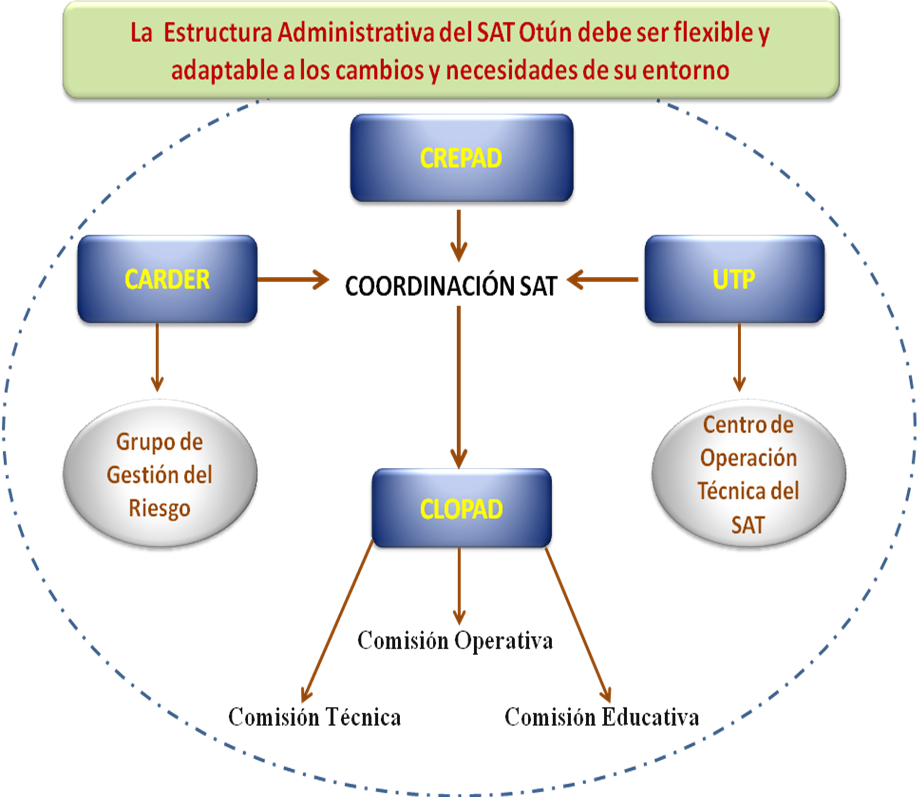 La Estructura Administrativa del SAT Otún debe ser flexible y
adaptable a los cambios y necesidades de su entorno
CREPAD
CARDER
COORDINACIÓN SAT
UTP
Grupo de
Gestión del
Riesgo
Centro de
Operación
Técnica del
SAT
CLOPAD
Comisión Operativa
Comisión Técnica
Comisión Educativa